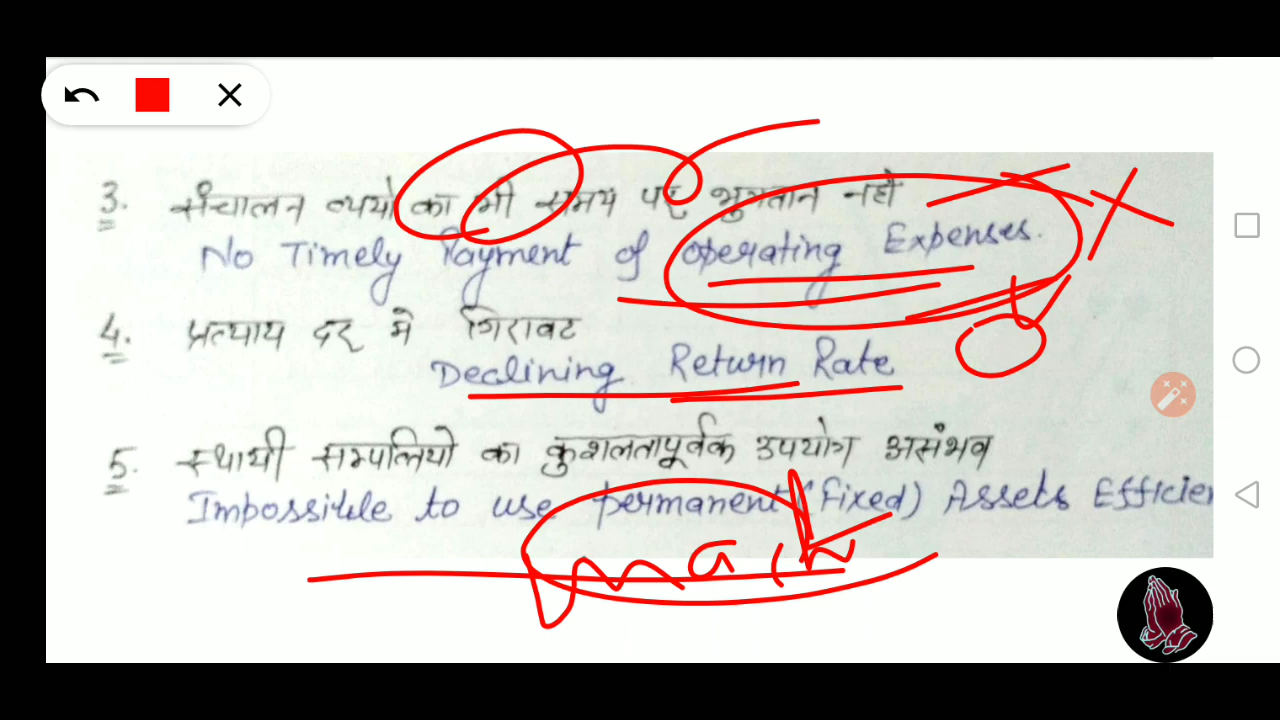 3. संचालन व्ययो का भी समय पर भुगतान नही
No Timely Payment of Operating Expenses.
4. प्रत्याय दर मे गिरावट
Declining Return Rate
5. स्थायी सम्पत्तियो का कुशलतापूर्वक उपयोग असंभव
Impossible to use permanent (fixed) Assets Efficien